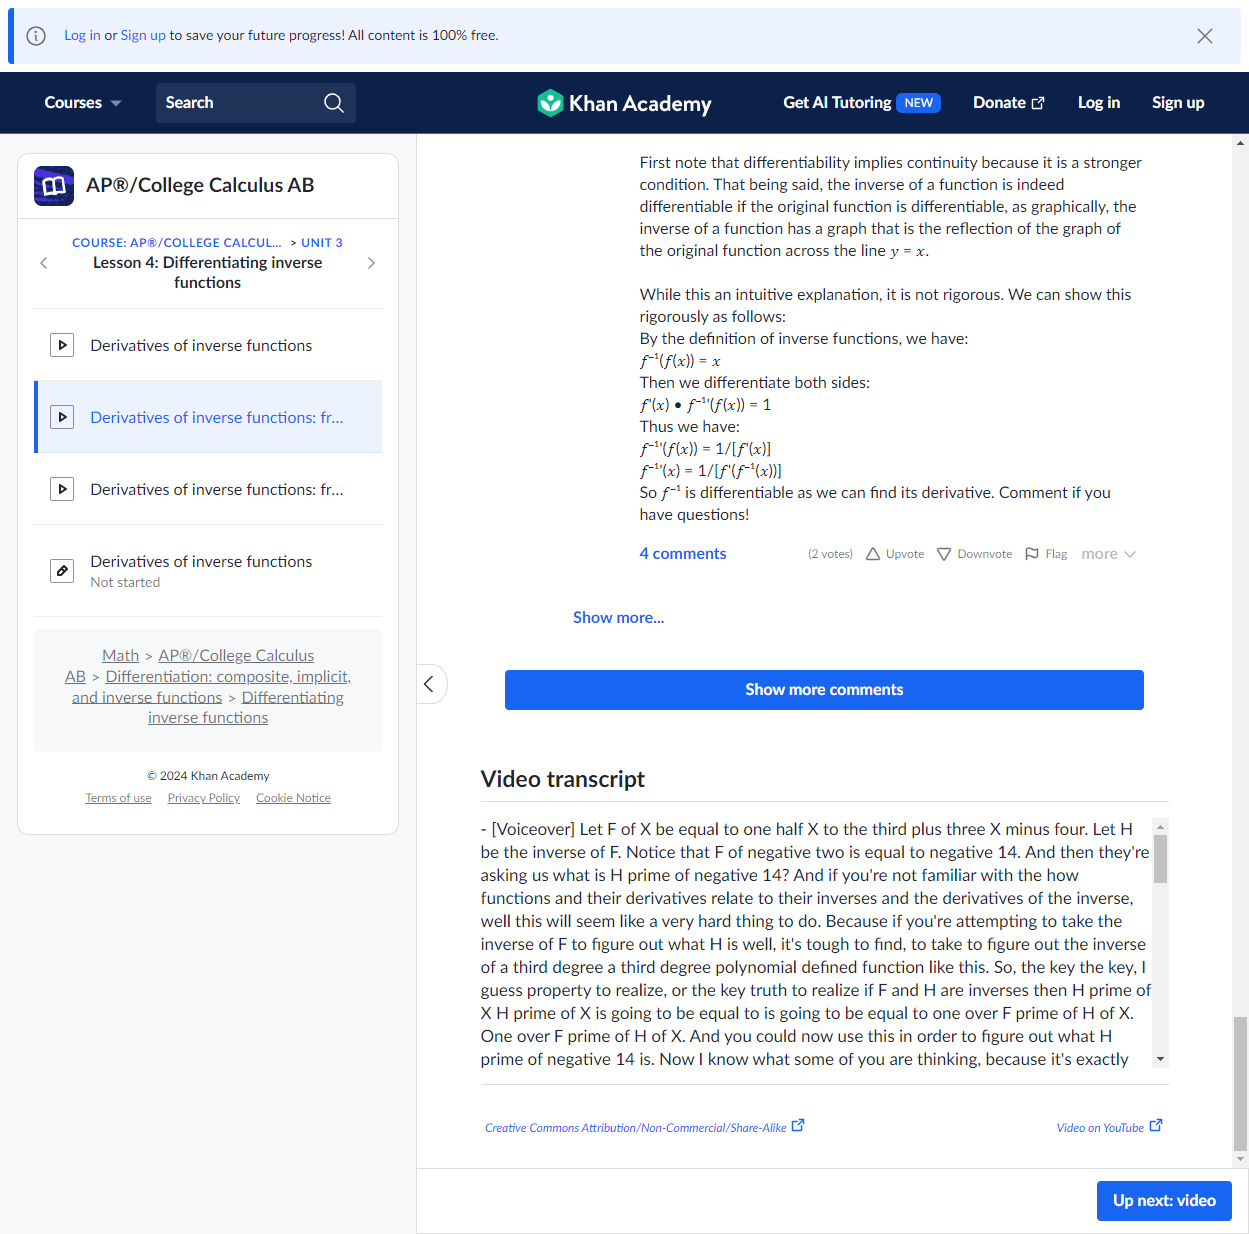 Log in or Sign up to save your future progress! All content is 100% free.
Courses
Search
Khan Academy
Get AI Tutoring NEW
Donate
Log in
Sign up
AP®/College Calculus AB
COURSE: AP®/COLLEGE CALCUL... > UNIT 3
Lesson 4: Differentiating inverse
functions
Derivatives of inverse functions
Derivatives of inverse functions: fr...
Derivatives of inverse functions: fr...
Derivatives of inverse functions
Not started
Math > AP®/College Calculus
AB > Differentiation: composite, implicit,
and inverse functions > Differentiating
inverse functions
© 2024 Khan Academy
Terms of use Privacy Policy Cookie Notice
First note that differentiability implies continuity because it is a stronger
condition. That being said, the inverse of a function is indeed
differentiable if the original function is differentiable, as graphically, the
inverse of a function has a graph that is the reflection of the graph of
the original function across the line y = x.
While this an intuitive explanation, it is not rigorous. We can show this
rigorously as follows:
By the definition of inverse functions, we have:
f⁻¹(f(x)) = x
Then we differentiate both sides:
f'(x) • f⁻¹'(f(x)) = 1
Thus we have:
f⁻¹'(f(x)) = 1/[f'(x)]
f⁻¹'(x) = 1/[f'(f⁻¹(x))]
So f⁻¹ is differentiable as we can find its derivative. Comment if you
have questions!
4 comments
(2 votes) Upvote Downvote Flag more
Show more...
Show more comments
Video transcript
- [Voiceover] Let F of X be equal to one half X to the third plus three X minus four. Let H
be the inverse of F. Notice that F of negative two is equal to negative 14. And then they're
asking us what is H prime of negative 14? And if you're not familiar with the how
functions and their derivatives relate to their inverses and the derivatives of the inverse,
well this will seem like a very hard thing to do. Because if you're attempting to take the
inverse of F to figure out what H is well, it's tough to find, to take to figure out the inverse
of a third degree a third degree polynomial defined function like this. So, the key the key, I
guess property to realize, or the key truth to realize if F and H are inverses then H prime of
X H prime of X is going to be equal to is going to be equal to one over F prime of H of X.
One over F prime of H of X. And you could now use this in order to figure out what H
prime of negative 14 is. Now I know what some of you are thinking, because it's exactly
Creative Commons Attribution/Non-Commercial/Share-Alike
Video on YouTube
Up next: video